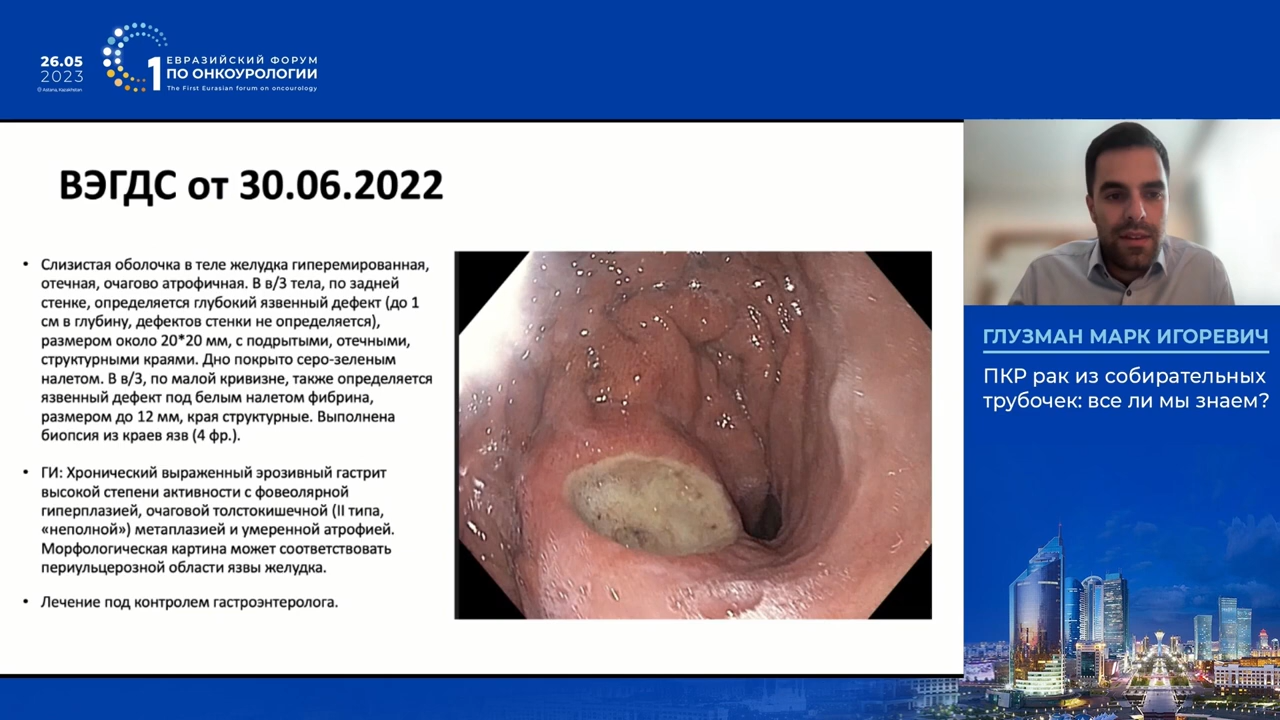 26.05
2023
Astana, Kazakhstan
1
ЕВРАЗИЙСКИЙ ФОРУМ
ПО ОНКОУРОЛОГИИ
The First Eurasian forum on oncourology
ВЭГДС от 30.06.2022
• Слизистая оболочка в теле желудка гиперемированная,
отечная, очагово атрофичная. В в/3 тела, по задней
стенке, определяется глубокий язвенный дефект (до 1
см в глубину, дефектов стенки не определяется),
размером около 20*20 мм, с подрытыми, отечными,
структурными краями. Дно покрыто серо-зеленым
налетом. В в/3, по малой кривизне, также определяется
язвенный дефект под белым налетом фибрина,
размером до 12 мм, края структурные. Выполнена
биопсия из краев язв (4 фр.).
• ГИ: Хронический выраженный эрозивный гастрит
высокой степени активности с фовеолярной
гиперплазией, очаговой толстокишечной (II типа,
«неполной») метаплазией и умеренной атрофией.
Морфологическая картина может соответствовать
периульцерозной области язвы желудка.
• Лечение под контролем гастроэнтеролога.
ГЛУЗМАН МАРК ИГОРЕВИЧ
ПКР рак из собирательных
трубочек: все ли мы знаем?